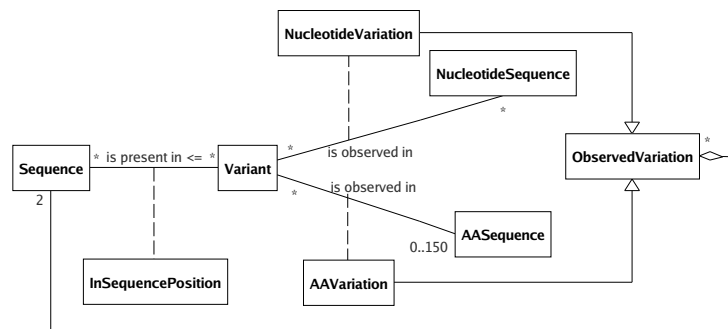 NucleotideVariation
NucleotideSequence
*
*
* is present in <= *
*
is observed in
ObservedVariation
Sequence
Variant
is observed in
2
*
AASequence
0..150
InSequencePosition
AAVariation